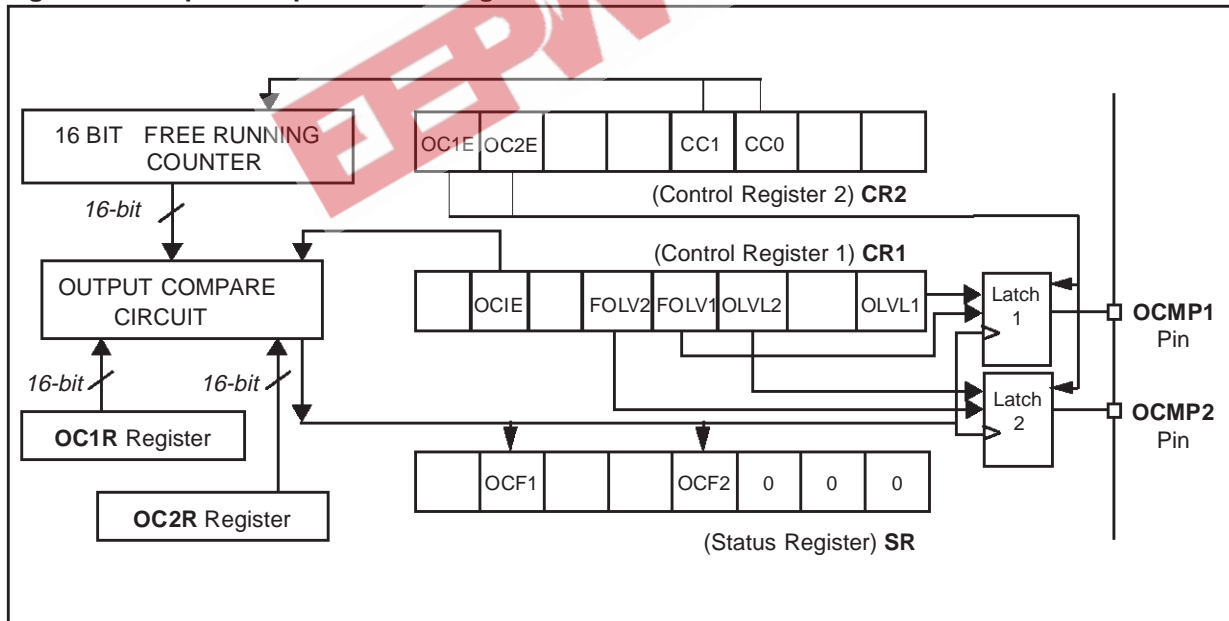 EEPW
16 BIT FREE RUNNING
COUNTER
OC1E OC2E CC1 CC0
(Control Register 2) CR2
16-bit
(Control Register 1) CR1
OUTPUT COMPARE
CIRCUIT
OCIE FOLV2 FOLV1 OLVL2 OLVL1
Latch
1
OCMP1
Pin
16-bit 16-bit
Latch
2
OCMP2
Pin
OC1R Register
OCF1 OCF2 0 0 0
OC2R Register
(Status Register) SR